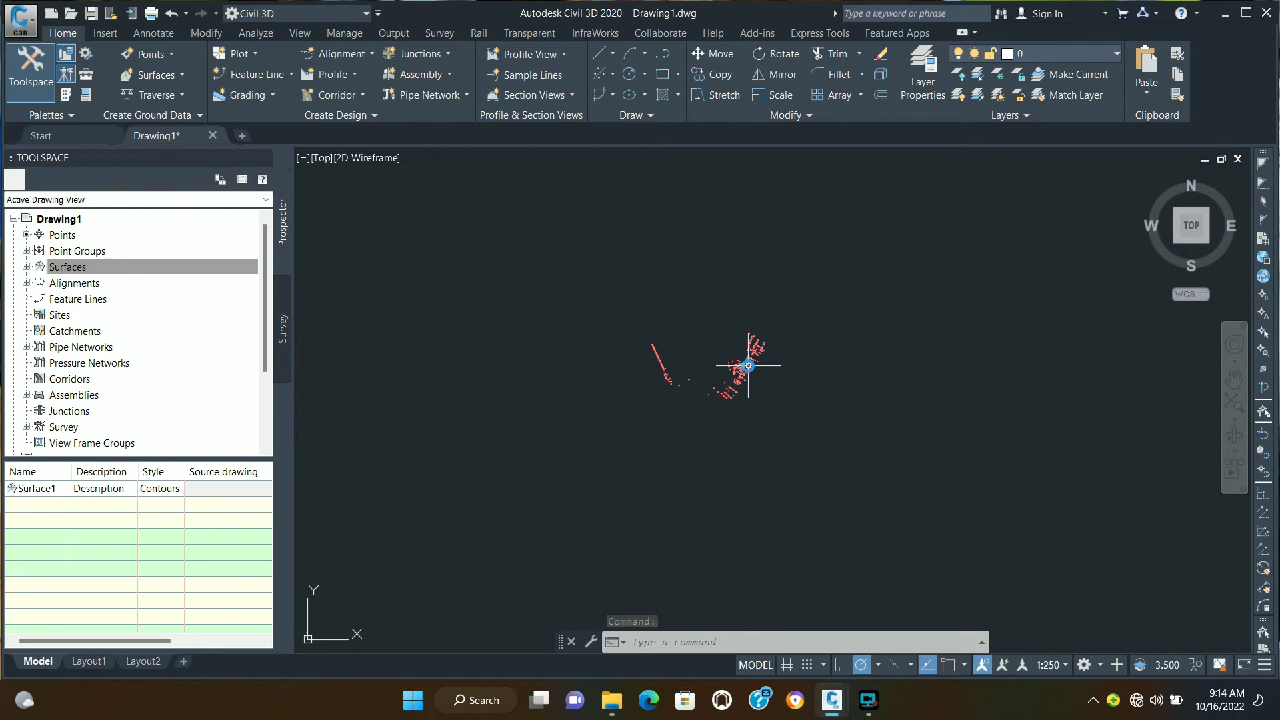 C3D Civil 3D Autodesk Civil 3D 2020 Drawing1.dwg Type a keyword or phrase Sign In
Home Insert Annotate Modify Analyze View Manage Output Survey Rail Transparent InfraWorks Collaborate Help Add-ins Express Tools Featured Apps
Points Plot Alignment Junctions Profile View Move Rotate Trim 0
Toolspace Surfaces Feature Line Profile Assembly Sample Lines Copy Mirror Fillet Layer Properties Make Current Paste
Traverse Grading Corridor Pipe Network Section Views Stretch Scale Array Match Layer
Palettes Create Ground Data Create Design Profile & Section Views Draw Modify Layers Clipboard
Start Drawing1*
TOOLSPACE [−][Top][2D Wireframe]
Active Drawing View
Drawing1
Points
Point Groups
Surfaces
Alignments
Feature Lines
Sites
Catchments
Pipe Networks
Pressure Networks
Corridors
Assemblies
Junctions
Survey
View Frame Groups
Prospector
Survey
Name Description Style Source drawing
Surface1 Description Contours
N
W TOP E
S
WCS
Y
X
Command:
Type a command
Model Layout1 Layout2 MODEL 1:250 3.500
Search
9:14 AM
10/16/2022